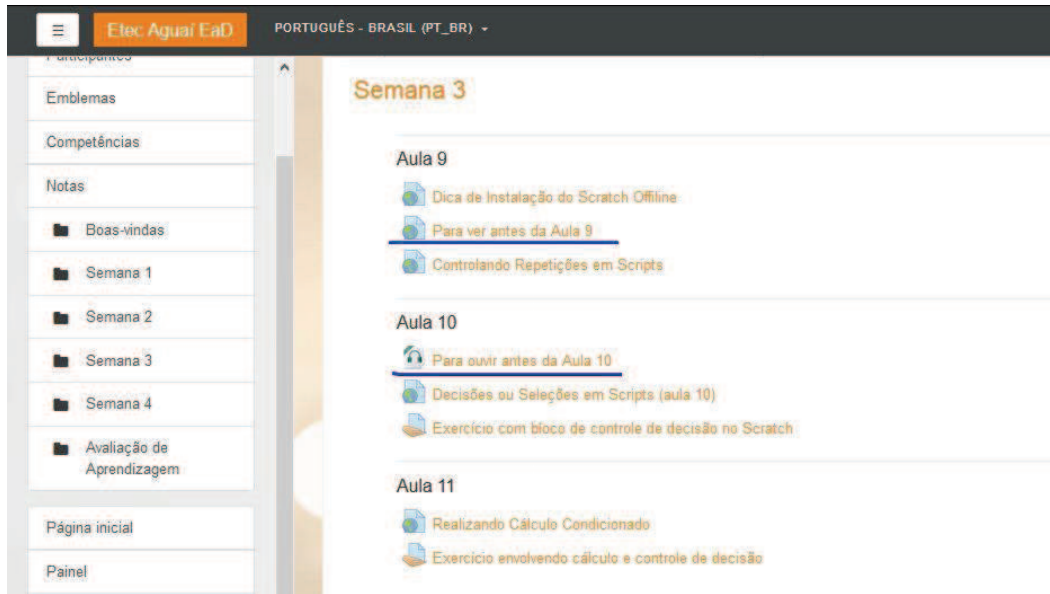 Etec Aguaí EaD
PORTUGUÊS - BRASIL (PT_BR)
Participantes
Emblemas
Competências
Notas
Boas-vindas
Semana 1
Semana 2
Semana 3
Semana 4
Avaliação de
Aprendizagem
Página inicial
Painel
Semana 3
Aula 9
Dica de Instalação do Scratch Offiline
Para ver antes da Aula 9
Controlando Repetições em Scripts
Aula 10
Para ouvir antes da Aula 10
Decisões ou Seleções em Scripts (aula 10)
Exercício com bloco de controle de decisão no Scratch
Aula 11
Realizando Cálculo Condicionado
Exercício envolvendo cálculo e controle de decisão